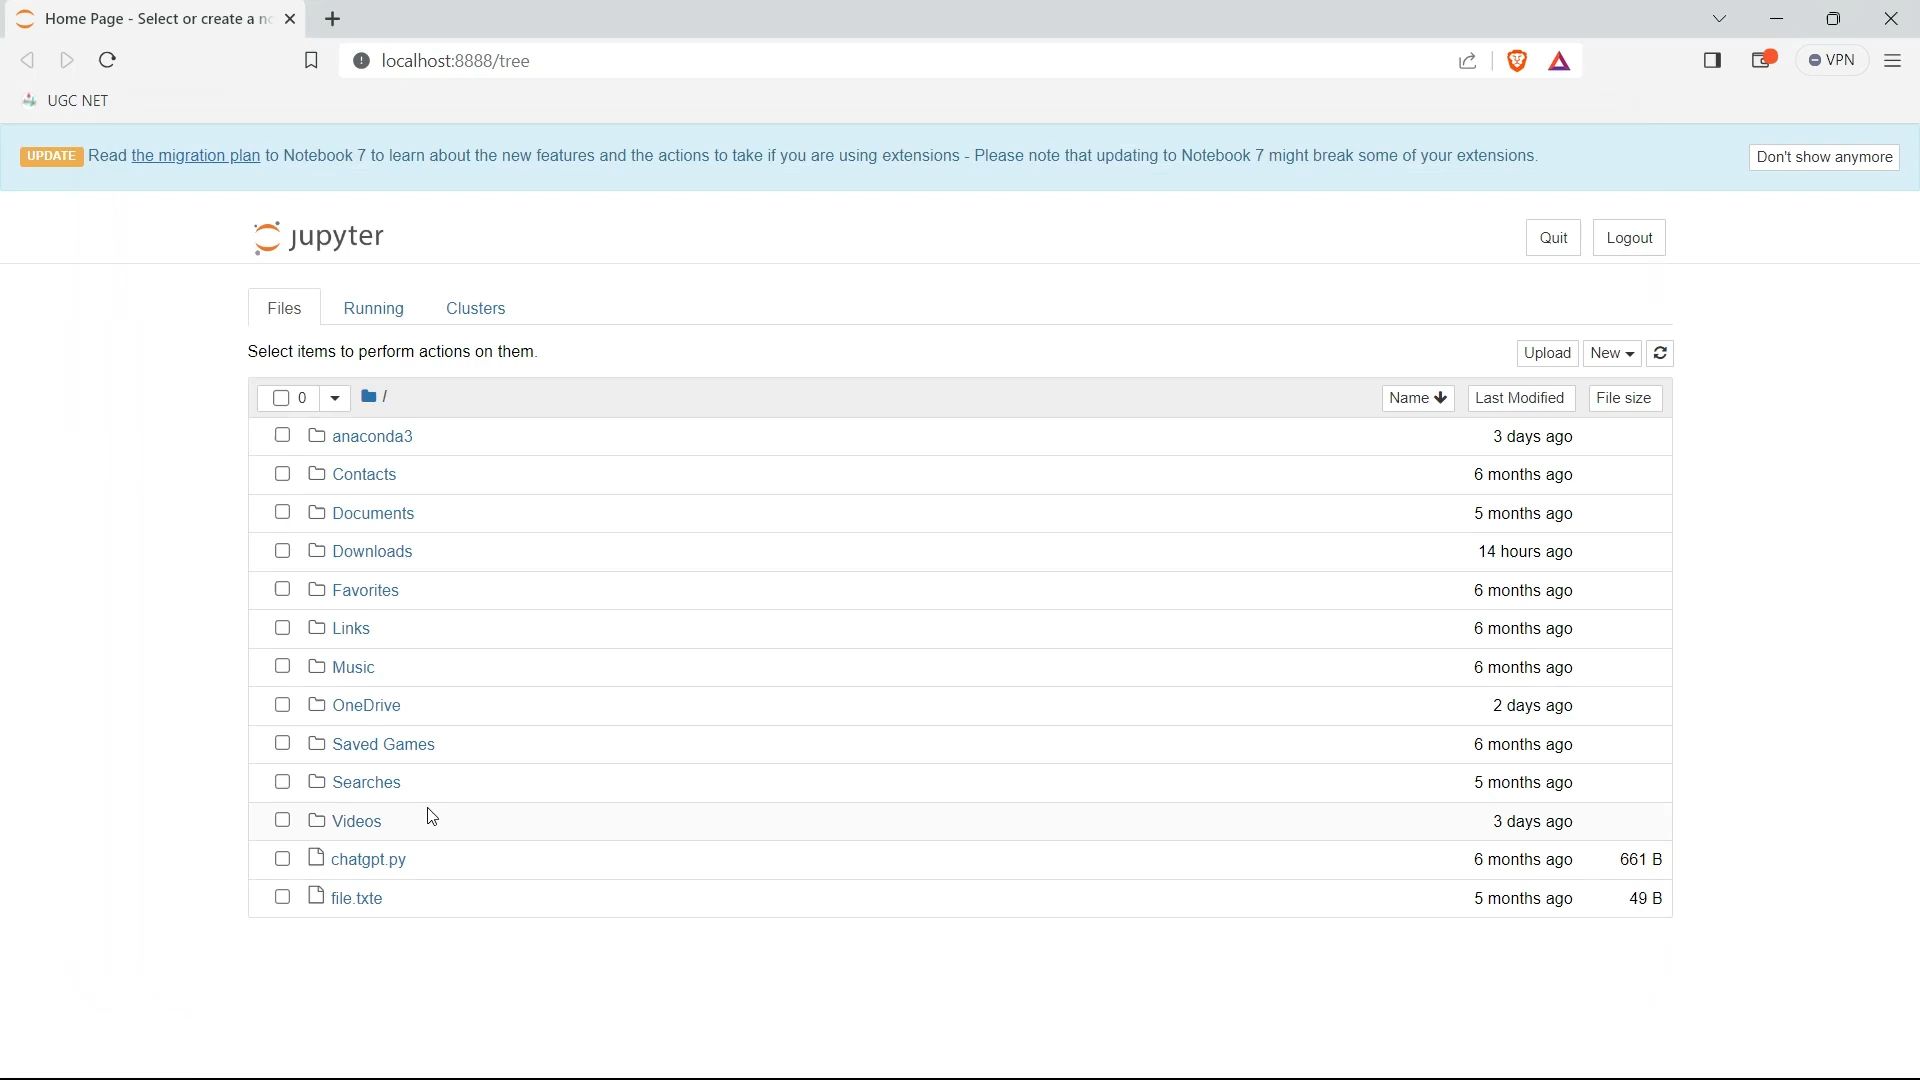 Home Page - Select or create a n
localhost:8888/tree
VPN
UGC NET
UPDATE Read the migration plan to Notebook 7 to learn about the new features and the actions to take if you are using extensions - Please note that updating to Notebook 7 might break some of your extensions.
Don't show anymore
jupyter
Quit Logout
Files Running Clusters
Select items to perform actions on them.
Upload New
0 / Name Last Modified File size
anaconda3 3 days ago
Contacts 6 months ago
Documents 5 months ago
Downloads 14 hours ago
Favorites 6 months ago
Links 6 months ago
Music 6 months ago
OneDrive 2 days ago
Saved Games 6 months ago
Searches 5 months ago
Videos 3 days ago
chatgpt.py 6 months ago 661 B
file.txte 5 months ago 49 B